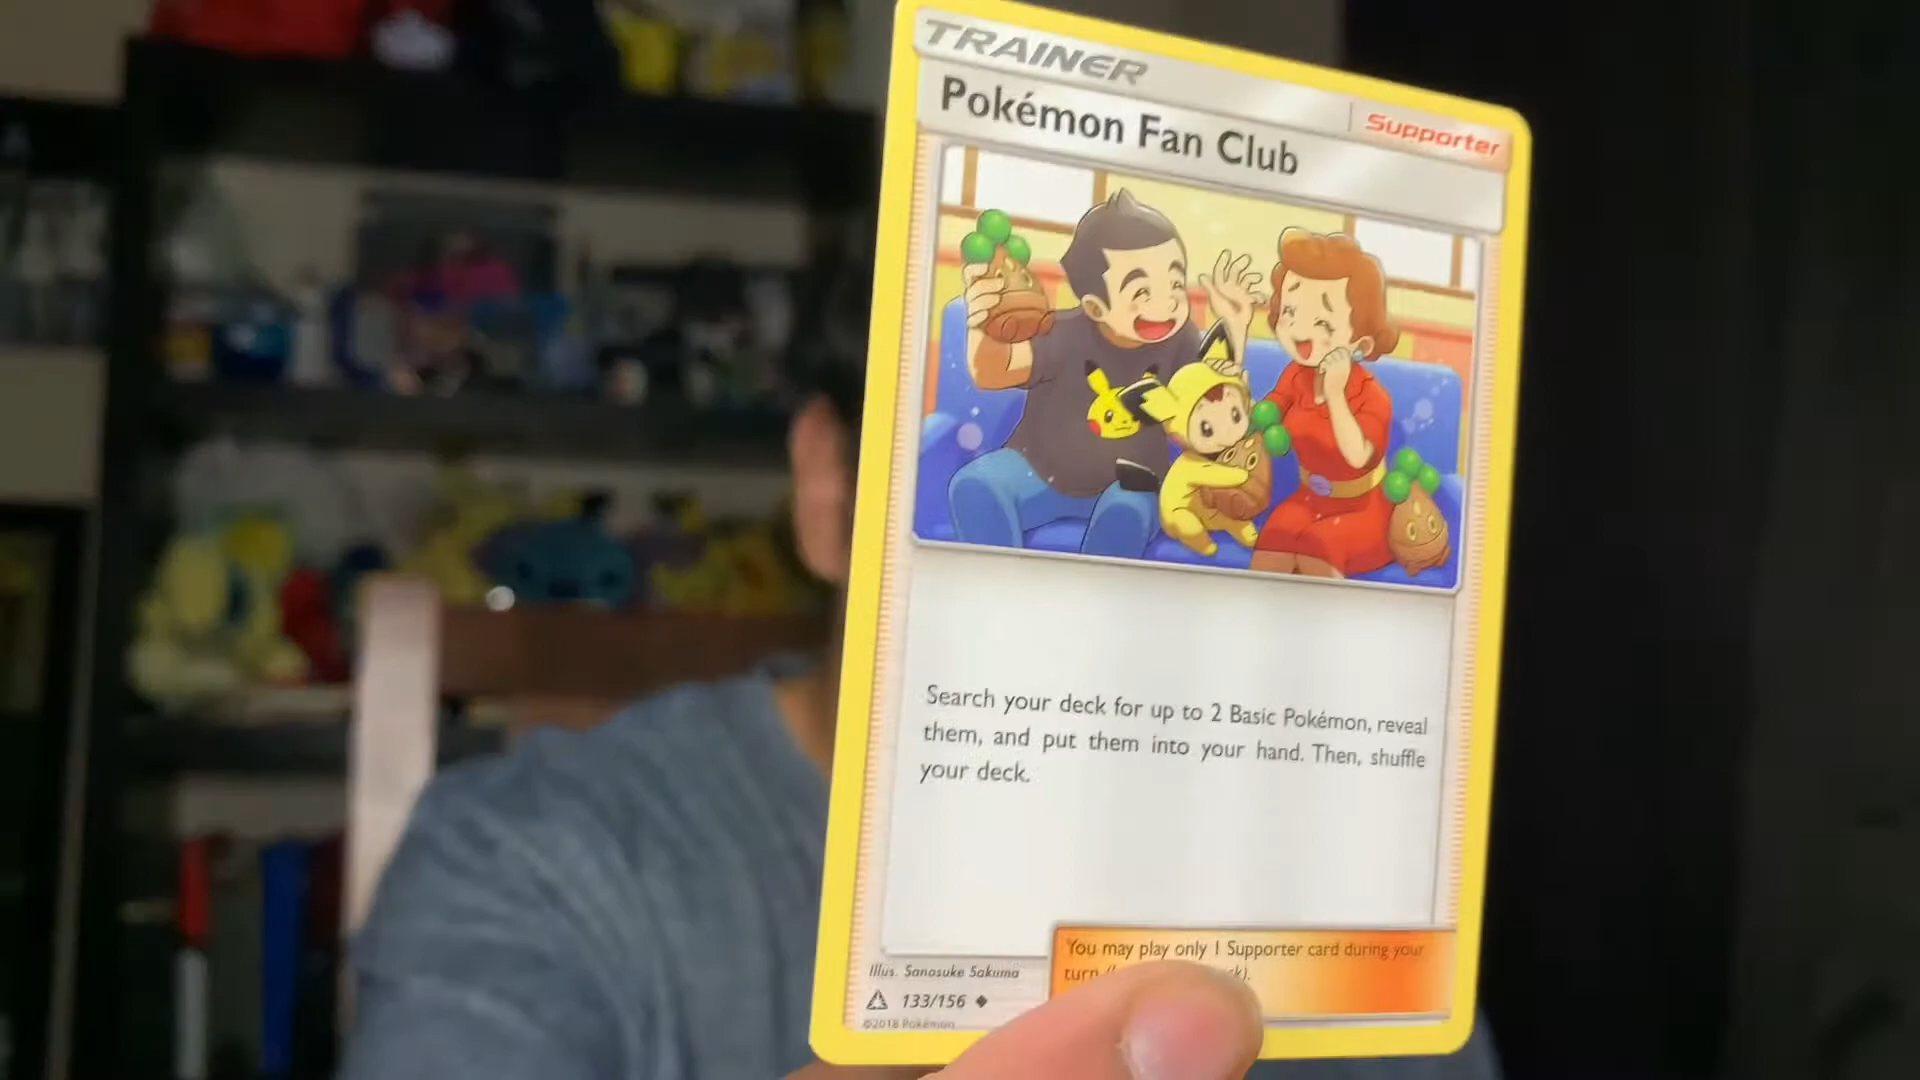 TRAINER
Supporter
Pokémon Fan Club
Search your deck for up to 2 Basic Pokémon, reveal
them, and put them into your hand. Then, shuffle
your deck.
You may play only 1 Supporter card during your
turn
Illus. Sanosuke Sakuma
133/156
©2018 Pokémon